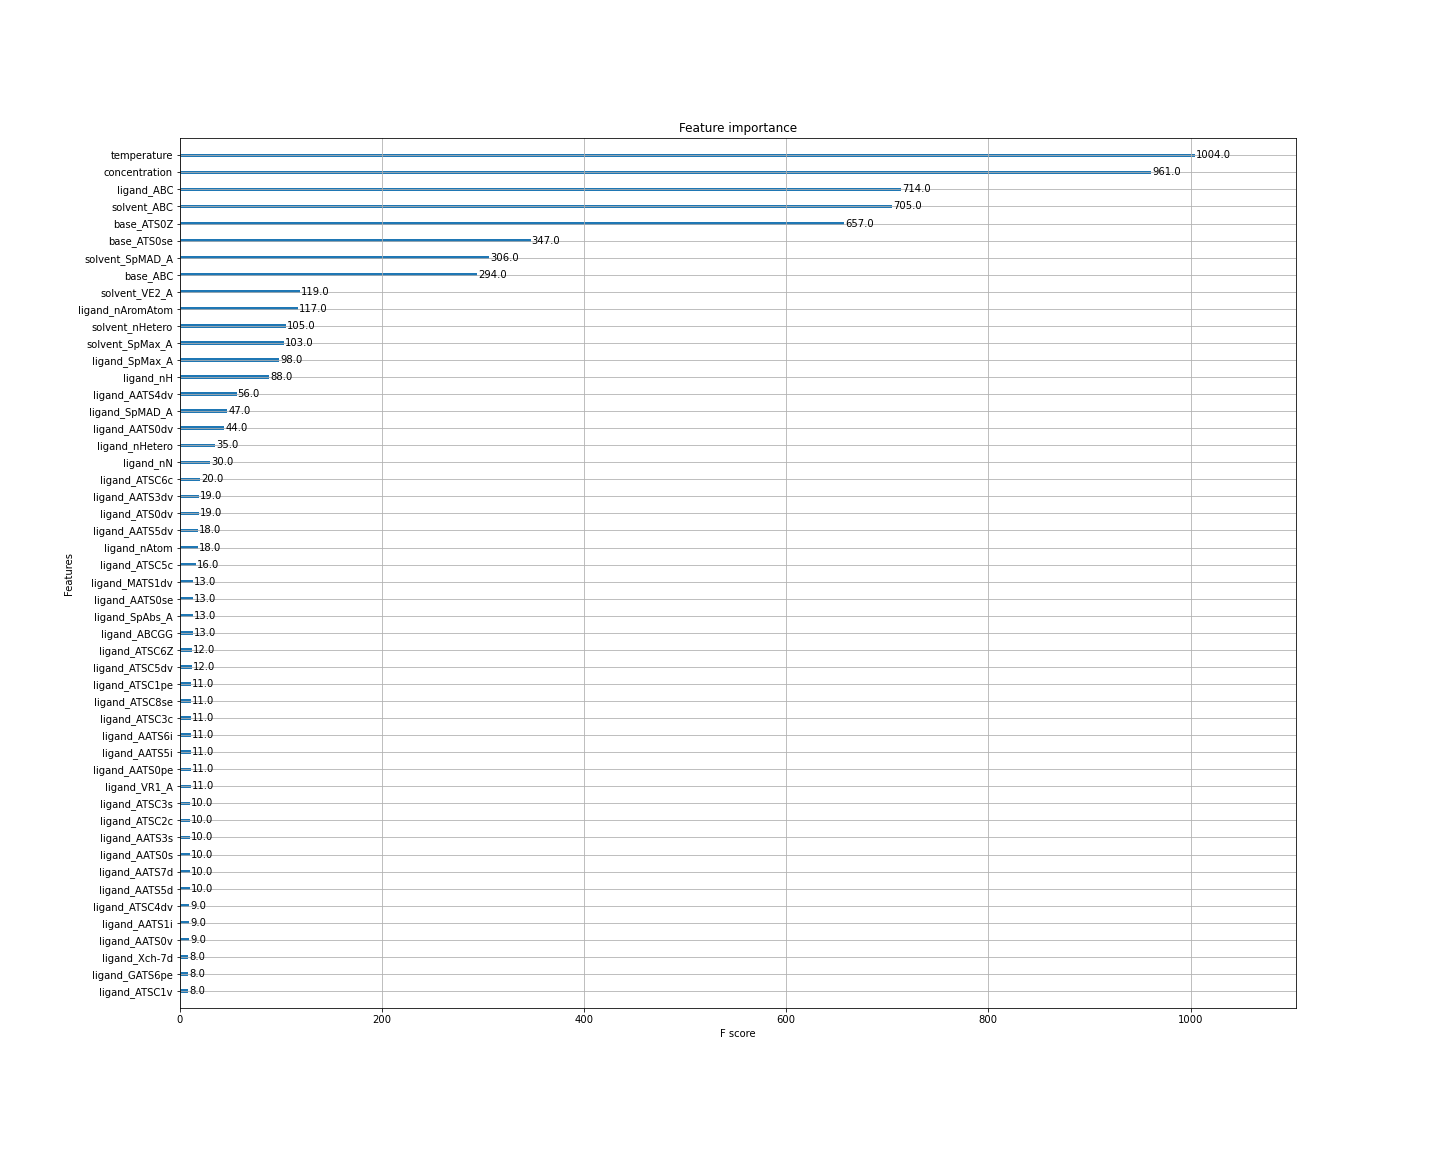 Feature importance
temperature 1004.0
concentration 961.0
ligand_ABC 714.0
solvent_ABC 705.0
base_ATS0Z 657.0
base_ATS0se 347.0
solvent_SpMAD_A 306.0
base_ABC 294.0
solvent_VE2_A 119.0
ligand_nAromAtom 117.0
solvent_nHetero 105.0
solvent_SpMax_A 103.0
ligand_SpMax_A 98.0
ligand_nH 88.0
ligand_AATS4dv 56.0
ligand_SpMAD_A 47.0
ligand_AATS0dv 44.0
ligand_nHetero 35.0
ligand_nN 30.0
ligand_ATSC6c 20.0
ligand_AATS3dv 19.0
ligand_ATS0dv 19.0
ligand_AATS5dv 18.0
ligand_nAtom 18.0
ligand_ATSC5c 16.0
ligand_MATS1dv 13.0
ligand_AATS0se 13.0
ligand_SpAbs_A 13.0
ligand_ABCGG 13.0
ligand_ATSC6Z 12.0
ligand_ATSC5dv 12.0
ligand_ATSC1pe 11.0
ligand_ATSC8se 11.0
ligand_ATSC3c 11.0
ligand_AATS6i 11.0
ligand_AATS5i 11.0
ligand_AATS0pe 11.0
ligand_VR1_A 11.0
ligand_ATSC3s 10.0
ligand_ATSC2c 10.0
ligand_AATS3s 10.0
ligand_AATS0s 10.0
ligand_AATS7d 10.0
ligand_AATS5d 10.0
ligand_ATSC4dv 9.0
ligand_AATS1i 9.0
ligand_AATS0v 9.0
ligand_Xch-7d 8.0
ligand_GATS6pe 8.0
ligand_ATSC1v 8.0
Features
0 200 400 600 800 1000
F score